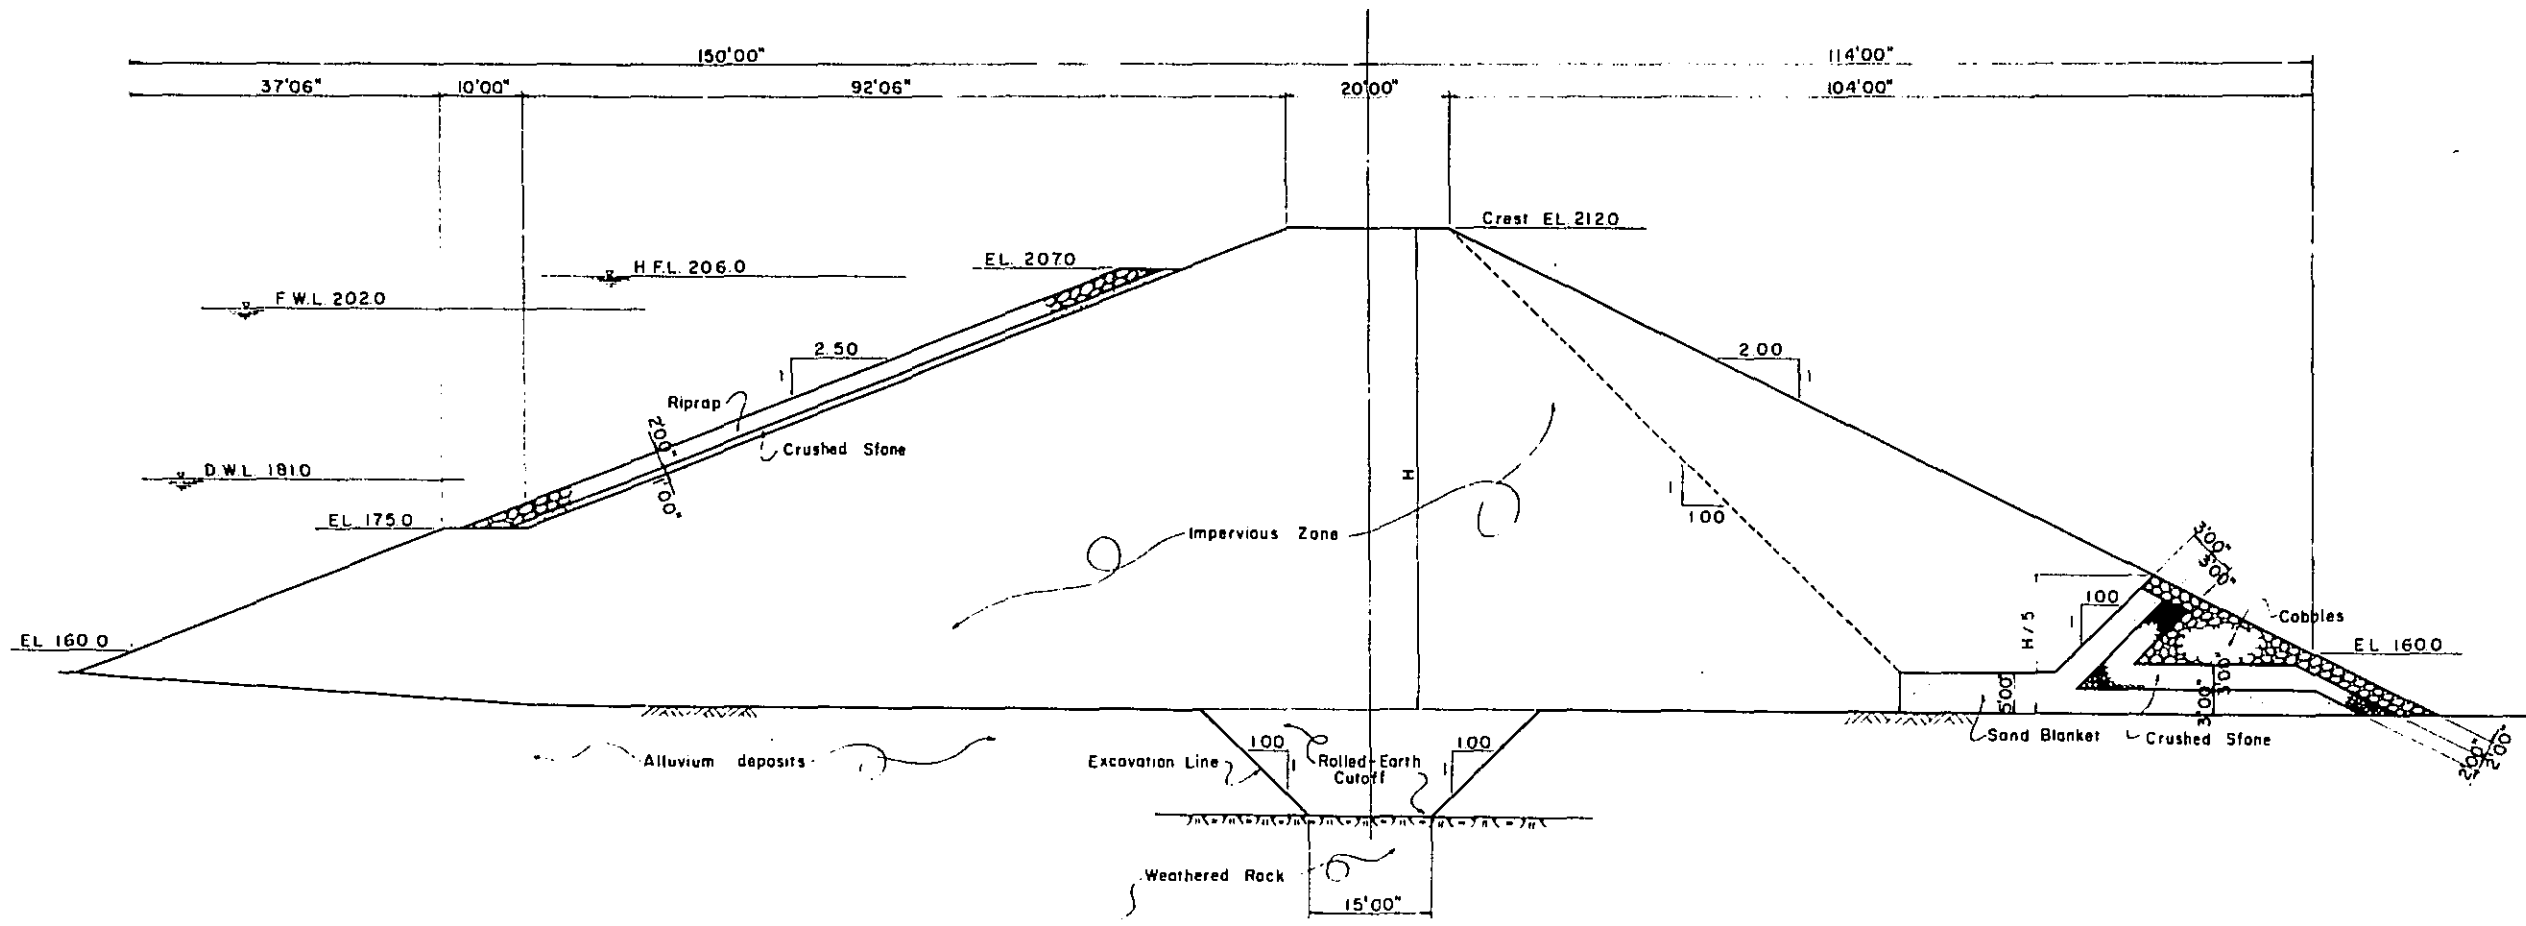 150'00"
114'00"
37'06"
10'00"
92'06"
20'00"
104'00"
Crest EL. 212.0
H.F.L. 206.0
EL. 207.0
F.W.L. 202.0
2.50
1
2.00
1
Riprap
2'00"
Crushed Stone
1'00"
D.W.L. 181.0
H
1
1.00
EL. 175.0
Impervious Zone
3'00"
3'00"
1.00
1
Cobbles
H/5
EL. 160.0
EL. 160.0
3'00"
5'00"
3'00"
Sand Blanket
Crushed Stone
1.00
1
1.00
1
Alluvium deposits
Excavation Line
Rolled-Earth
Cutoff
2'00"
2'00"
Weathered Rock
15'00"